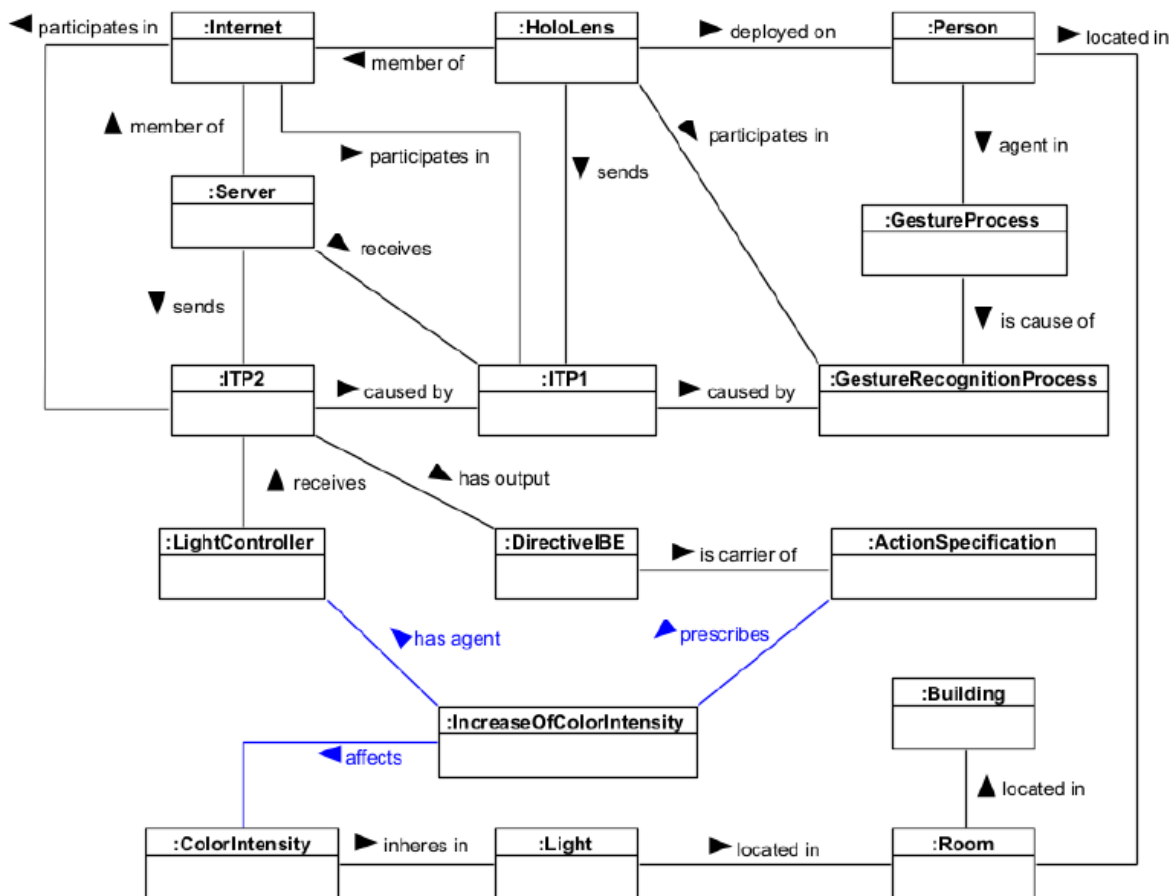 participates in
:Internet
:HoloLens
deployed on
:Person
located in
member of
member of
participates in
participates in
agent in
sends
:Server
:GestureProcess
receives
sends
is cause of
:ITP2
caused by
:ITP1
caused by
:GestureRecognitionProcess
receives
has output
:LightController
:DirectiveIBE
is carrier of
:ActionSpecification
has agent
prescribes
:Building
:IncreaseOfColorIntensity
affects
located in
:ColorIntensity
inheres in
:Light
located in
:Room